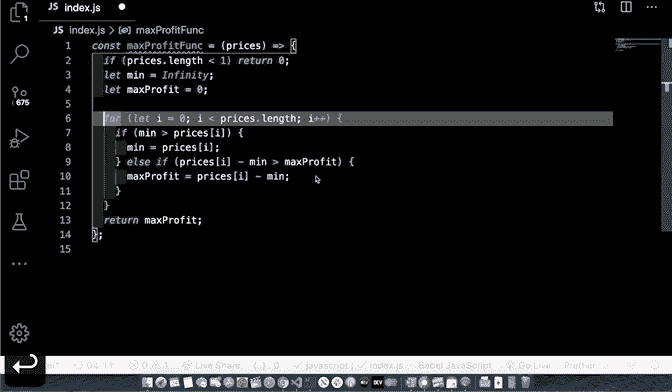 JS index.js
JS index.js > maxProfitFunc
1 const maxProfitFunc = (prices) => {
2 if (prices.length < 1) return 0;
3 let min = Infinity;
4 let maxProfit = 0;
5
6 for (let i = 0; i < prices.length; i++) {
7 if (min > prices[i]) {
8 min = prices[i];
9 } else if (prices[i] - min > maxProfit) {
10 maxProfit = prices[i] - min;
11 }
12 }
13 return maxProfit;
14 };
15
1
675
Live Share
javascript
index.js
Babel JavaScript
Go Live
Prettier
DEV